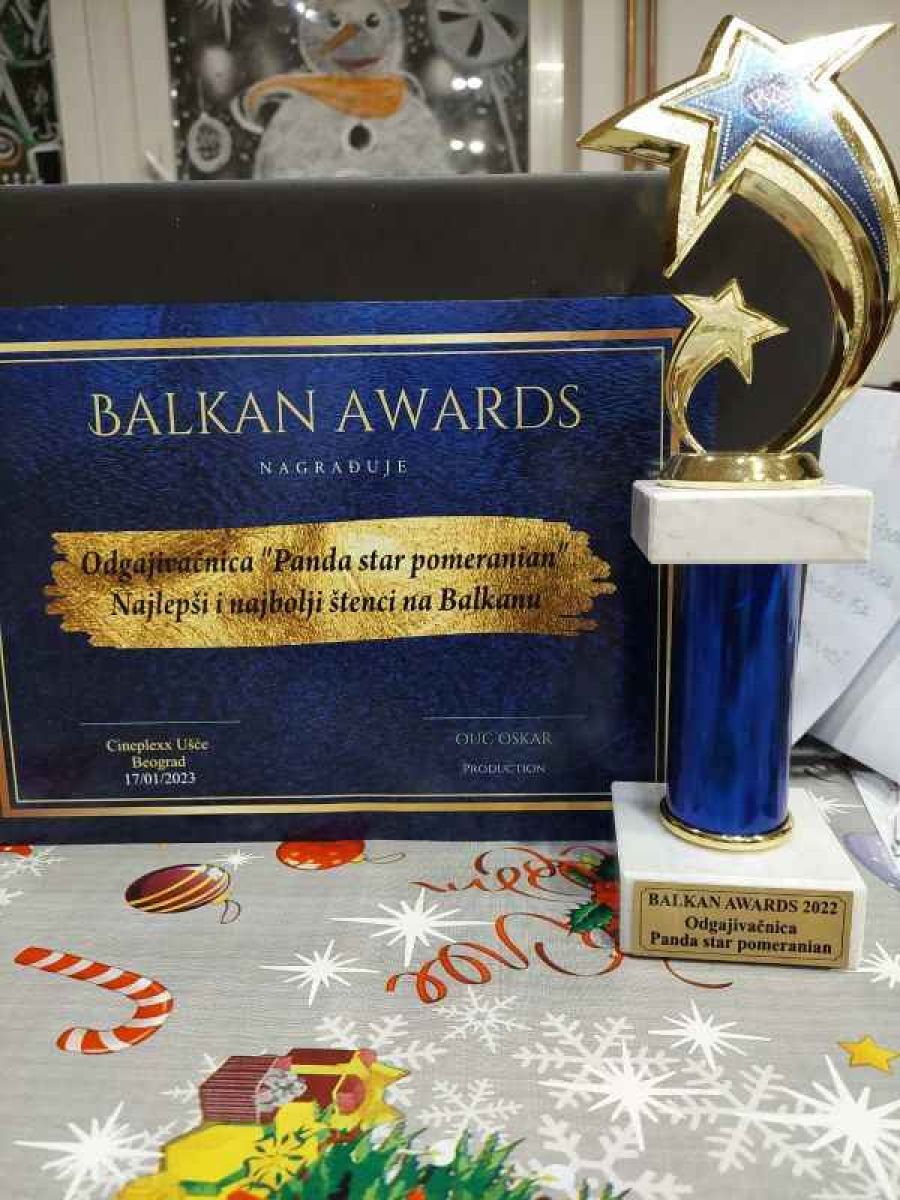 BALKAN AWARDS
NAGRAĐUJE
Odgajivačnica "Panda star pomeranian"
Najlepši i najbolji štenci na Balkanu
Cineplexx Ušče
Beograd
17/01/2023
OUC OSKAR
PRODUCTION
BALKAN AWARDS 2022
Odgajivačnica
Panda star pomeranian